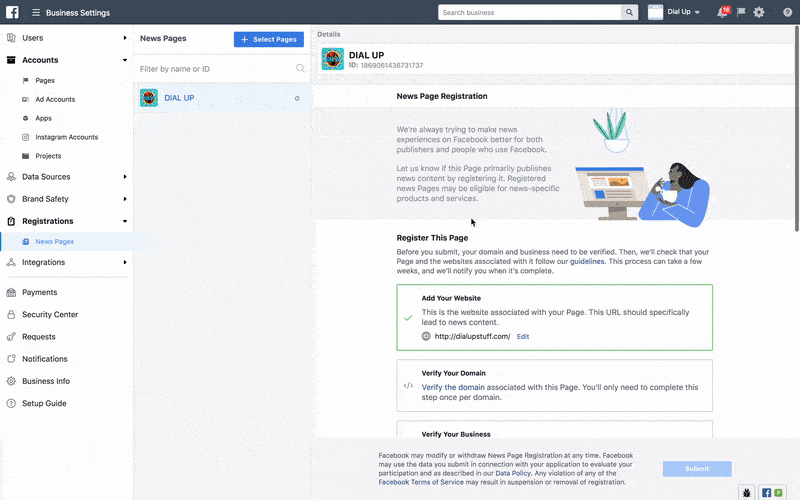 Business Settings
Search business
Dial Up
18
Users
Accounts
Pages
Ad Accounts
Apps
Instagram Accounts
Projects
Data Sources
Brand Safety
Registrations
News Pages
Integrations
Payments
Security Center
Requests
Notifications
Business Info
Setup Guide
News Pages
+ Select Pages
Filter by name or ID
DIAL UP
Details
DIAL UP
ID: 1869061436731737
News Page Registration
We're always trying to make news
experiences on Facebook better for both
publishers and people who use Facebook.
Let us know if this Page primarily publishes
news content by registering it. Registered
news Pages may be eligible for news-specific
products and services.
Register This Page
Before you submit, your domain and business need to be verified. Then, we'll check that your
Page and the websites associated with it follow our guidelines. This process can take a few
weeks, and we'll notify you when it's complete.
Add Your Website
This is the website associated with your Page. This URL should specifically
lead to news content.
http://dialupstuff.com/ Edit
Verify Your Domain
Verify the domain associated with this Page. You'll only need to complete this
step once per domain.
Verify Your Business
Facebook may modify or withdraw News Page Registration at any time. Facebook
may use the data you submit in connection with your application to evaluate your
participation and as described in our Data Policy. Any violation of any of the
Facebook Terms of Service may result in suspension or removal of registration.
Submit